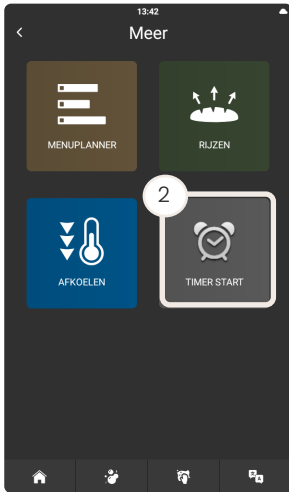 13:42
Meer
MENUPLANNER
RIJZEN
2
AFKOELEN
TIMER START